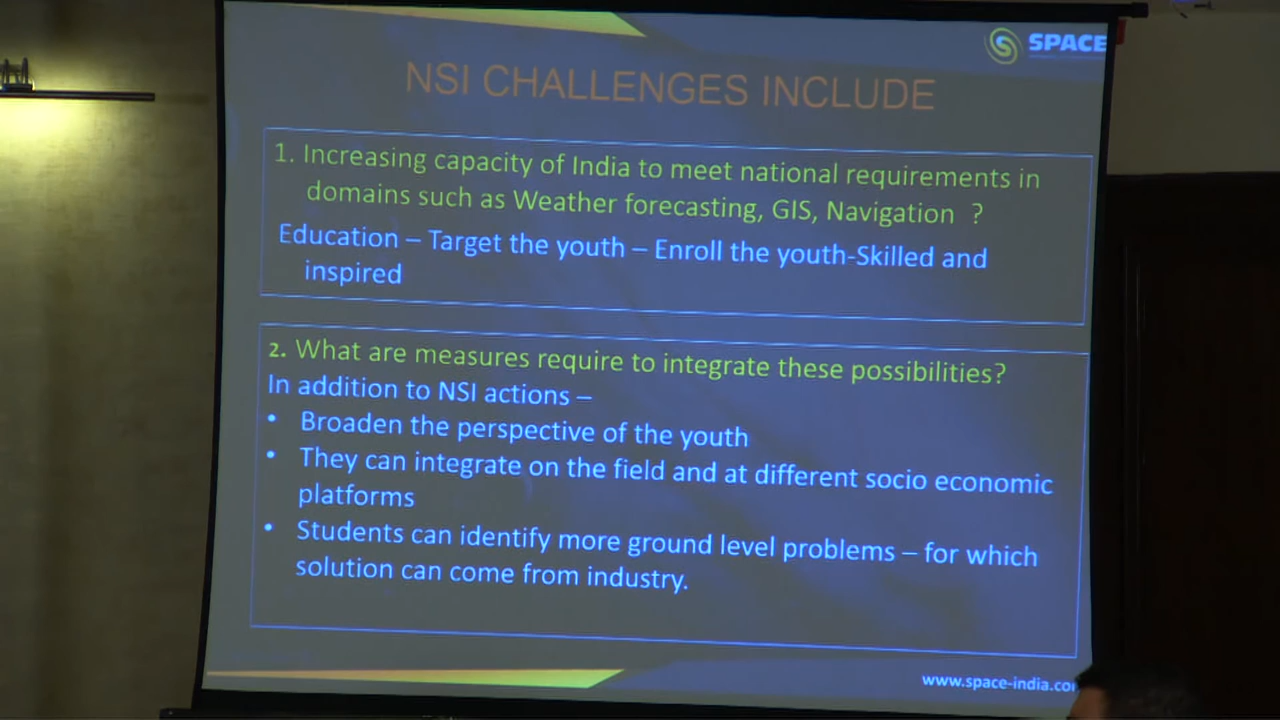 SPACE
NSI CHALLENGES INCLUDE
1. Increasing capacity of India to meet national requirements in
domains such as Weather forecasting, GIS, Navigation ?
Education – Target the youth – Enroll the youth-Skilled and
inspired
2. What are measures require to integrate these possibilities?
In addition to NSI actions –
• Broaden the perspective of the youth
• They can integrate on the field and at different socio economic
platforms
• Students can identify more ground level problems – for which
solution can come from industry.
www.space-india.co